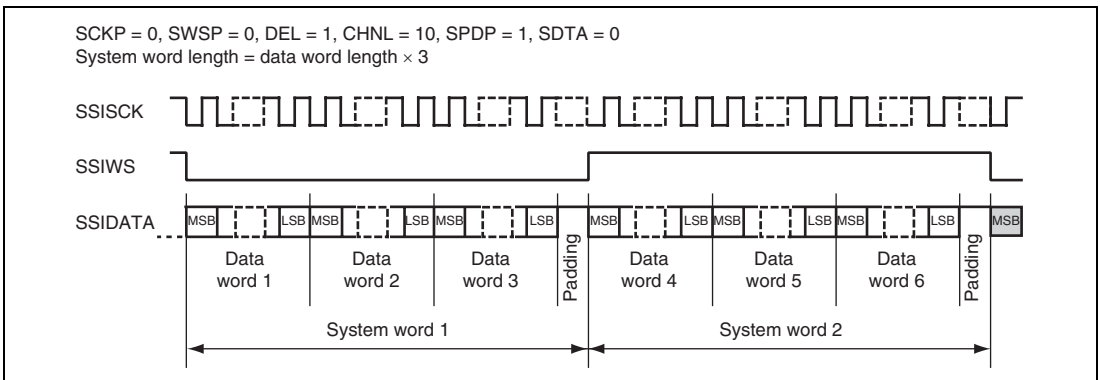 SCKP = 0, SWSP = 0, DEL = 1, CHNL = 10, SPDP = 1, SDTA = 0
System word length = data word length × 3
SSISCK
SSIWS
SSIDATA
MSB LSB MSB LSB MSB LSB MSB LSB MSB LSB MSB LSB MSB
Data word 1
Data word 2
Data word 3
Padding
Data word 4
Data word 5
Data word 6
Padding
System word 1
System word 2